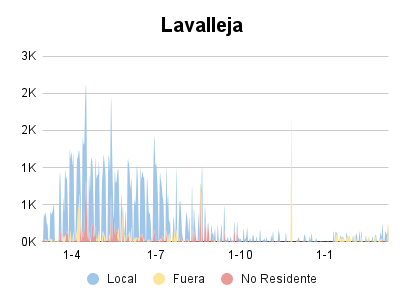 Lavalleja
3K
2K
2K
1K
1K
0K
1-4 1-7 1-10 1-1
Local Fuera No Residente